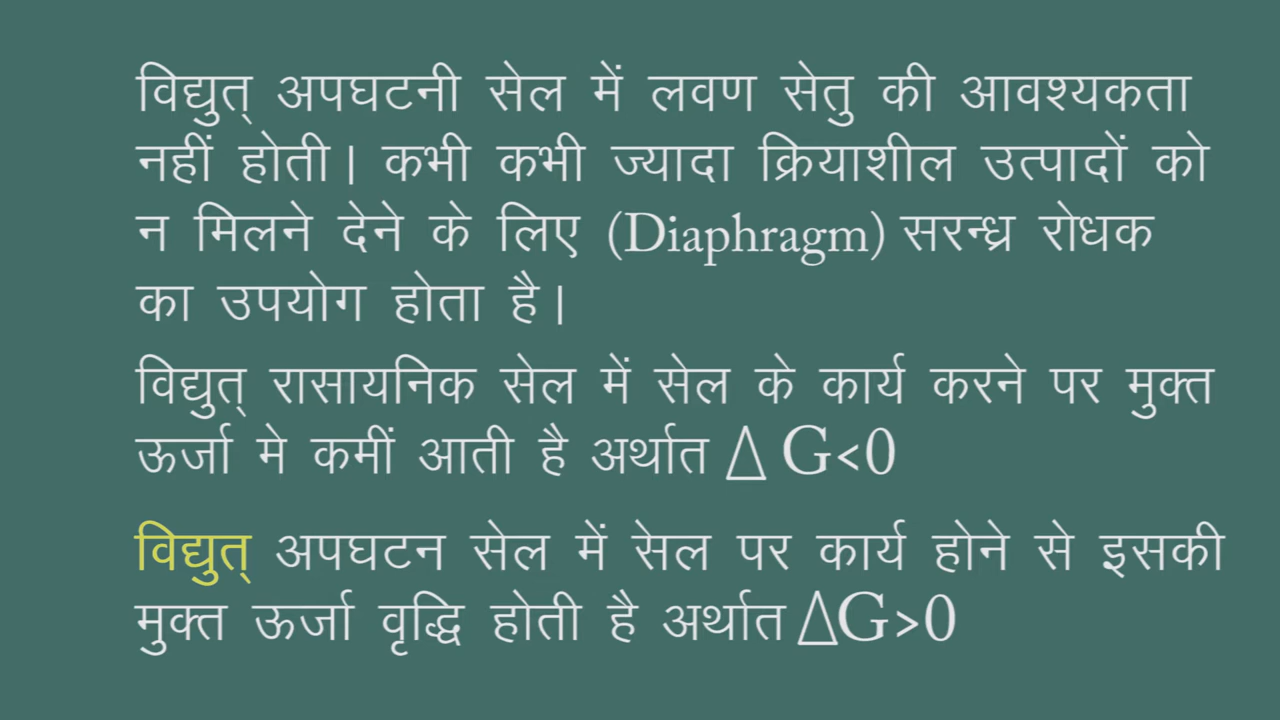 विद्युत् अपघटनी सेल में लवण सेतु की आवश्यकता
नहीं होती। कभी कभी ज्यादा क्रियाशील उत्पादों को
न मिलने देने के लिए (Diaphragm) सरन्ध्र रोधक
का उपयोग होता है।
विद्युत् रासायनिक सेल में सेल के कार्य करने पर मुक्त
ऊर्जा मे कमीं आती है अर्थात Δ G<0
विद्युत् अपघटन सेल में सेल पर कार्य होने से इसकी
मुक्त ऊर्जा वृद्धि होती है अर्थात ΔG>0